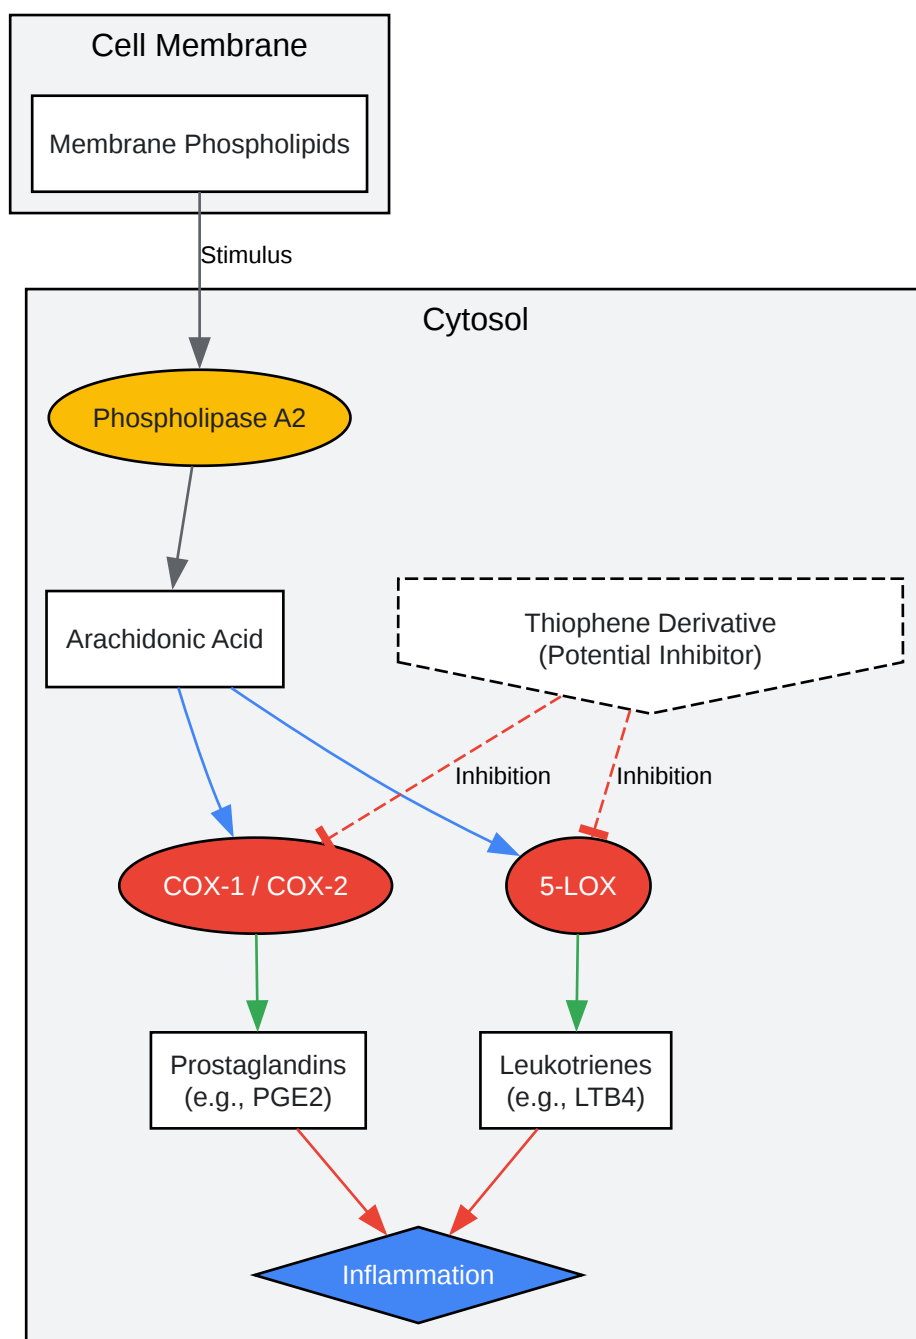 Cell Membrane
Membrane Phospholipids
Stimulus
Cytosol
Phospholipase A2
Arachidonic Acid
Thiophene Derivative
(Potential Inhibitor)
Inhibition
Inhibition
COX-1 / COX-2
5-LOX
Prostaglandins
(e.g., PGE2)
Leukotrienes
(e.g., LTB4)
Inflammation